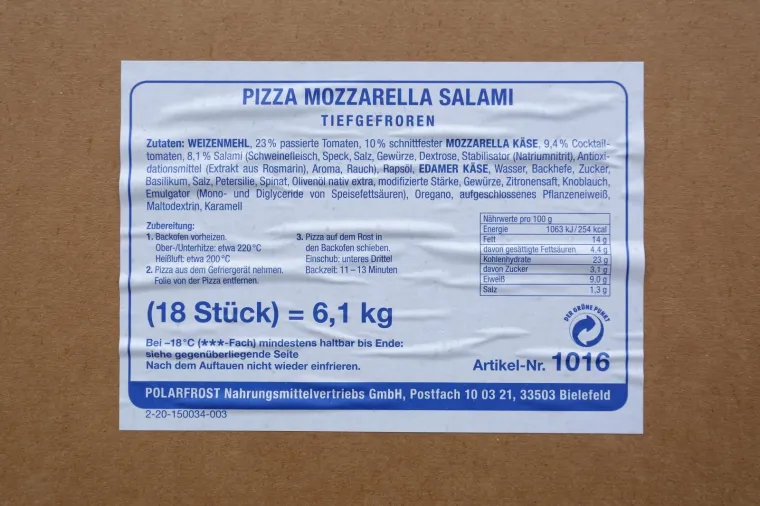 PIZZA MOZZARELLA SALAMI
TIEFGEFROREN
Zutaten: WEIZENMEHL, 23 % passierte Tomaten, 10 % schnittfester MOZZARELLA KÄSE, 9,4 % Cocktail-
tomaten, 8,1 % Salami (Schweinefleisch, Speck, Salz, Gewürze, Dextrose, Stabilisator (Natriumnitrit), Antioxi-
dationsmittel (Extrakt aus Rosmarin), Aroma, Rauch), Rapsöl, EDAMER KÄSE, Wasser, Backhefe, Zucker,
Basilikum, Salz, Petersilie, Spinat, Olivenöl nativ extra, modifizierte Stärke, Gewürze, Zitronensaft, Knoblauch,
Emulgator (Mono- und Diglyceride von Speisefettsäuren), Oregano, aufgeschlossenes Pflanzeneiweiß,
Maltodextrin, Karamell
Zubereitung:
1. Backofen vorheizen.
Ober-/Unterhitze: etwa 220 °C
Heißluft: etwa 200 °C
2. Pizza aus dem Gefriergerät nehmen.
Folie von der Pizza entfernen.
3. Pizza auf dem Rost in
den Backofen schieben.
Einschub: unteres Drittel
Backzeit: 11 – 13 Minuten
Nährwerte pro 100 g
Energie 1063 kJ/254 kcal
Fett 14 g
davon gesättigte Fettsäuren 4,4 g
Kohlenhydrate 23 g
davon Zucker 3,1 g
Eiweiß 9,0 g
Salz 1,3 g
(18 Stück) = 6,1 kg
Bei –18 °C (***-Fach) mindestens haltbar bis Ende:
siehe gegenüberliegende Seite
Nach dem Auftauen nicht wieder einfrieren.
DER GRÜNE PUNKT
Artikel-Nr. 1016
POLARFROST Nahrungsmittelvertriebs GmbH, Postfach 10 03 21, 33503 Bielefeld
2-20-150034-003